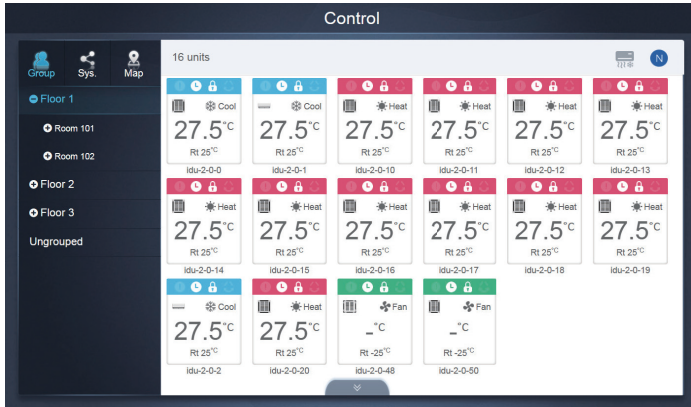 Control
Group Sys. Map
16 units
N
Floor 1
Room 101
Room 102
Floor 2
Floor 3
Ungrouped
Cool Cool Heat Heat Heat Heat
27.5°C 27.5°C 27.5°C 27.5°C 27.5°C 27.5°C
Rt 25°C Rt 25°C Rt 25°C Rt 25°C Rt 25°C Rt 25°C
idu-2-0-0 idu-2-0-1 idu-2-0-10 idu-2-0-11 idu-2-0-12 idu-2-0-13
Heat Heat Heat Heat Heat Heat
27.5°C 27.5°C 27.5°C 27.5°C 27.5°C 27.5°C
Rt 25°C Rt 25°C Rt 25°C Rt 25°C Rt 25°C Rt 25°C
idu-2-0-14 idu-2-0-15 idu-2-0-16 idu-2-0-17 idu-2-0-18 idu-2-0-19
Cool Heat Fan Fan
27.5°C 27.5°C _°C _°C
Rt 25°C Rt 25°C Rt -25°C Rt -25°C
idu-2-0-2 idu-2-0-20 idu-2-0-48 idu-2-0-50